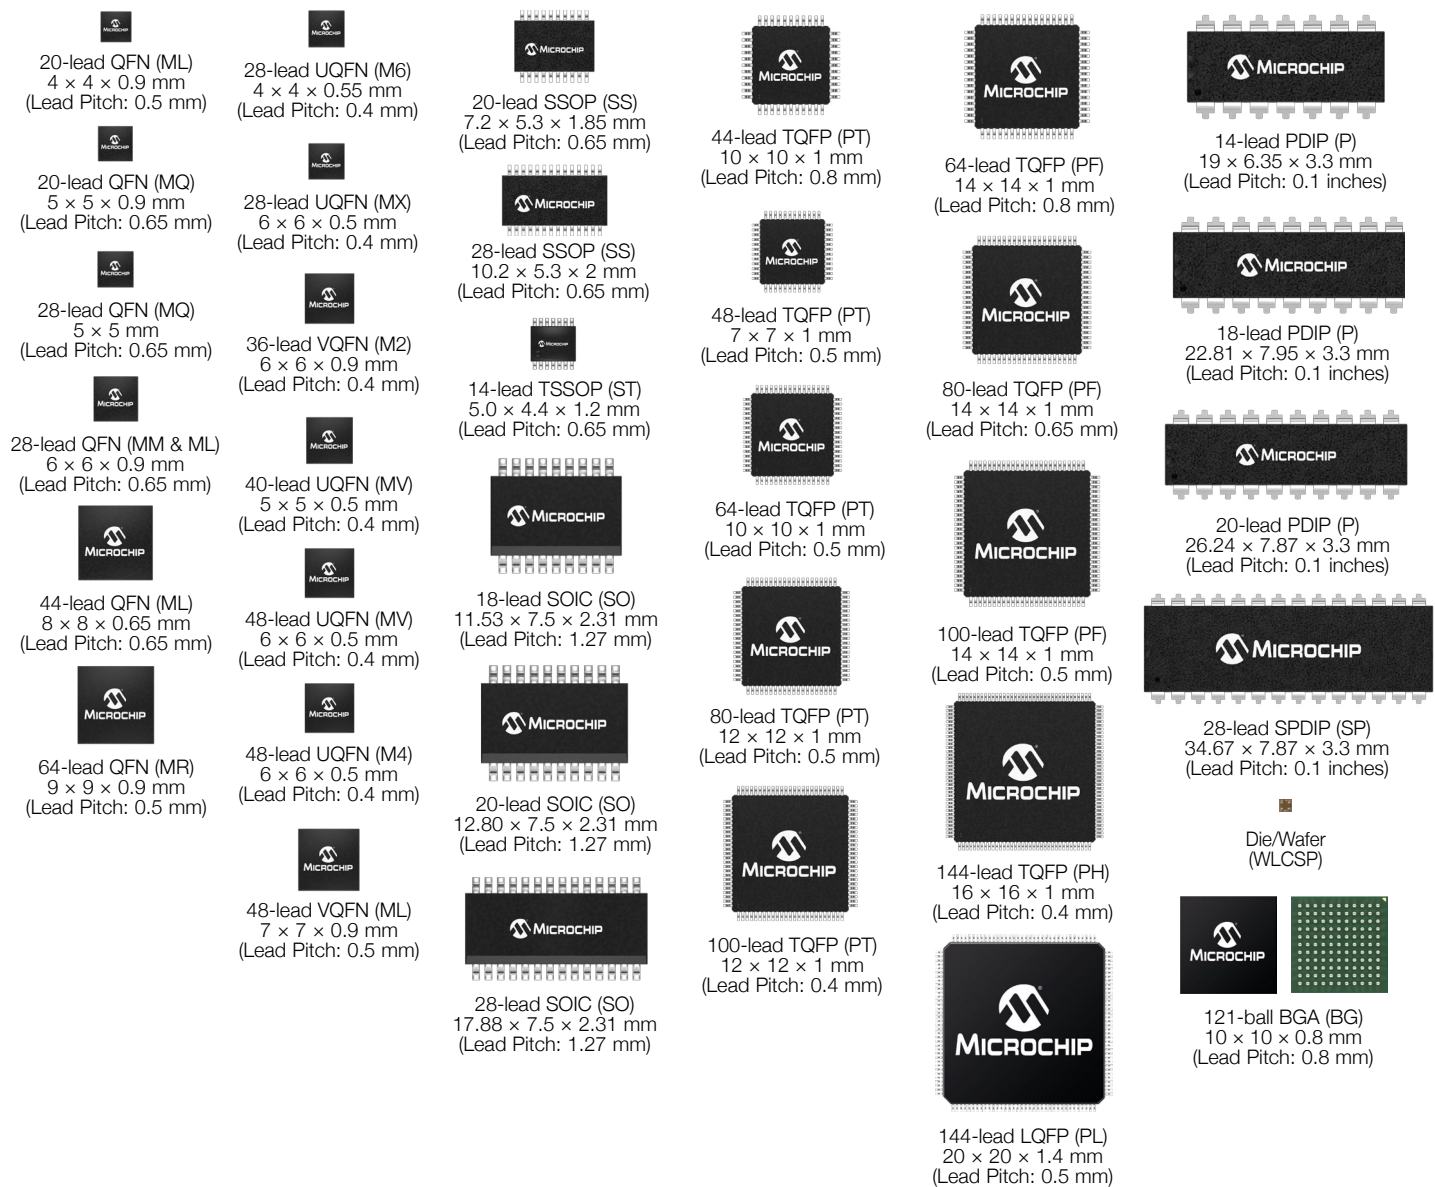 MICROCHIP
20-lead QFN (ML)
4 × 4 × 0.9 mm
(Lead Pitch: 0.5 mm)
MICROCHIP
20-lead QFN (MQ)
5 × 5 × 0.9 mm
(Lead Pitch: 0.65 mm)
MICROCHIP
28-lead QFN (MQ)
5 × 5 mm
(Lead Pitch: 0.65 mm)
MICROCHIP
28-lead QFN (MM & ML)
6 × 6 × 0.9 mm
(Lead Pitch: 0.65 mm)
MICROCHIP
44-lead QFN (ML)
8 × 8 × 0.65 mm
(Lead Pitch: 0.65 mm)
MICROCHIP
64-lead QFN (MR)
9 × 9 × 0.9 mm
(Lead Pitch: 0.5 mm)
MICROCHIP
28-lead UQFN (M6)
4 × 4 × 0.55 mm
(Lead Pitch: 0.4 mm)
MICROCHIP
28-lead UQFN (MX)
6 × 6 × 0.5 mm
(Lead Pitch: 0.4 mm)
MICROCHIP
36-lead VQFN (M2)
6 × 6 × 0.9 mm
(Lead Pitch: 0.4 mm)
MICROCHIP
40-lead UQFN (MV)
5 × 5 × 0.5 mm
(Lead Pitch: 0.4 mm)
MICROCHIP
48-lead UQFN (MV)
6 × 6 × 0.5 mm
(Lead Pitch: 0.4 mm)
MICROCHIP
48-lead UQFN (M4)
6 × 6 × 0.5 mm
(Lead Pitch: 0.4 mm)
MICROCHIP
48-lead VQFN (ML)
7 × 7 × 0.9 mm
(Lead Pitch: 0.5 mm)
MICROCHIP
20-lead SSOP (SS)
7.2 × 5.3 × 1.85 mm
(Lead Pitch: 0.65 mm)
MICROCHIP
28-lead SSOP (SS)
10.2 × 5.3 × 2 mm
(Lead Pitch: 0.65 mm)
MICROCHIP
14-lead TSSOP (ST)
5.0 × 4.4 × 1.2 mm
(Lead Pitch: 0.65 mm)
MICROCHIP
18-lead SOIC (SO)
11.53 × 7.5 × 2.31 mm
(Lead Pitch: 1.27 mm)
MICROCHIP
20-lead SOIC (SO)
12.80 × 7.5 × 2.31 mm
(Lead Pitch: 1.27 mm)
MICROCHIP
28-lead SOIC (SO)
17.88 × 7.5 × 2.31 mm
(Lead Pitch: 1.27 mm)
MICROCHIP
44-lead TQFP (PT)
10 × 10 × 1 mm
(Lead Pitch: 0.8 mm)
MICROCHIP
48-lead TQFP (PT)
7 × 7 × 1 mm
(Lead Pitch: 0.5 mm)
MICROCHIP
64-lead TQFP (PT)
10 × 10 × 1 mm
(Lead Pitch: 0.5 mm)
MICROCHIP
80-lead TQFP (PT)
12 × 12 × 1 mm
(Lead Pitch: 0.5 mm)
MICROCHIP
100-lead TQFP (PT)
12 × 12 × 1 mm
(Lead Pitch: 0.4 mm)
MICROCHIP
64-lead TQFP (PF)
14 × 14 × 1 mm
(Lead Pitch: 0.8 mm)
MICROCHIP
80-lead TQFP (PF)
14 × 14 × 1 mm
(Lead Pitch: 0.65 mm)
MICROCHIP
100-lead TQFP (PF)
14 × 14 × 1 mm
(Lead Pitch: 0.5 mm)
MICROCHIP
144-lead TQFP (PH)
16 × 16 × 1 mm
(Lead Pitch: 0.4 mm)
MICROCHIP
144-lead LQFP (PL)
20 × 20 × 1.4 mm
(Lead Pitch: 0.5 mm)
MICROCHIP
14-lead PDIP (P)
19 × 6.35 × 3.3 mm
(Lead Pitch: 0.1 inches)
MICROCHIP
18-lead PDIP (P)
22.81 × 7.95 × 3.3 mm
(Lead Pitch: 0.1 inches)
MICROCHIP
20-lead PDIP (P)
26.24 × 7.87 × 3.3 mm
(Lead Pitch: 0.1 inches)
MICROCHIP
28-lead SPDIP (SP)
34.67 × 7.87 × 3.3 mm
(Lead Pitch: 0.1 inches)
Die/Wafer
(WLCSP)
MICROCHIP
121-ball BGA (BG)
10 × 10 × 0.8 mm
(Lead Pitch: 0.8 mm)